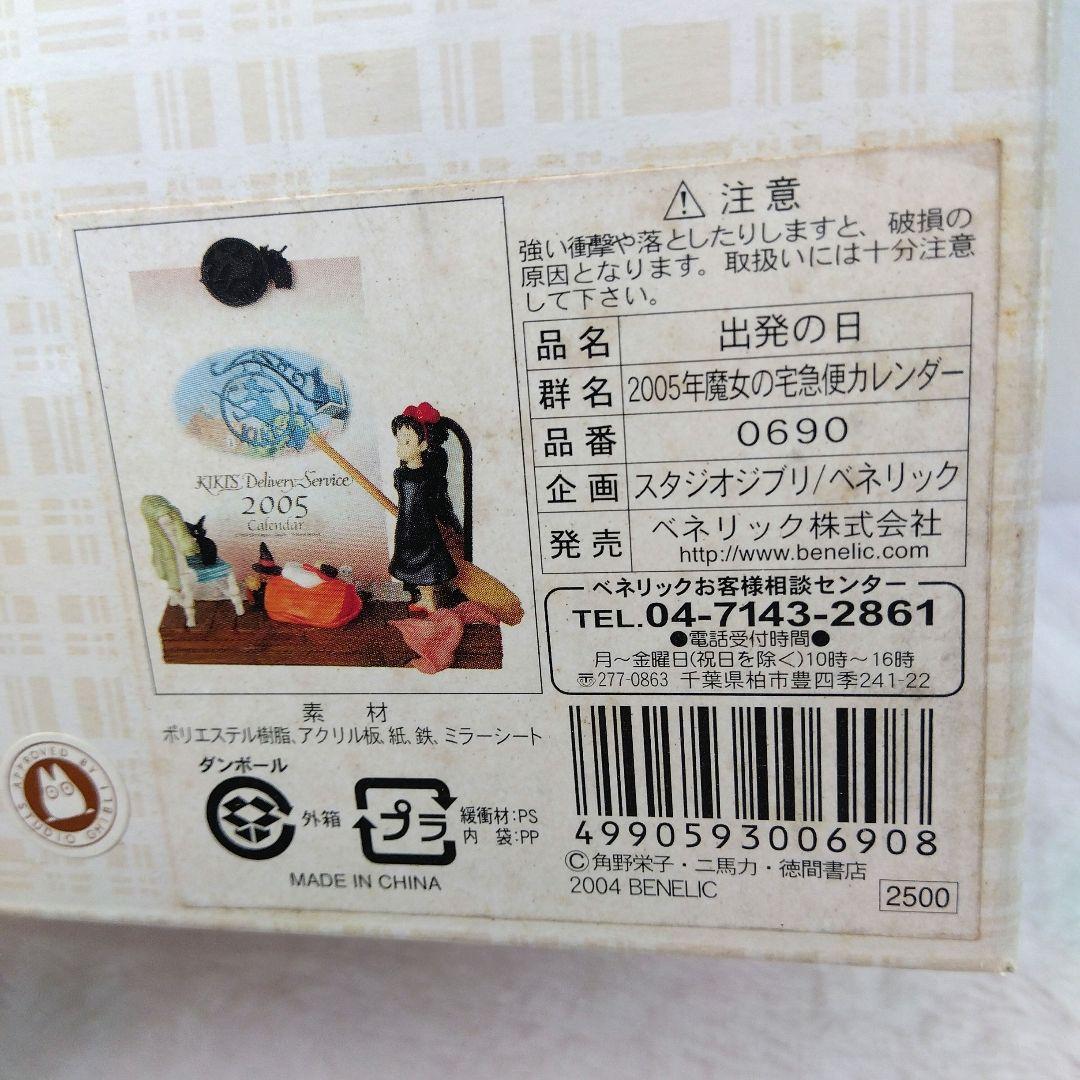 KIKI'S Delivery Service
2005
Calendar
⚠ 注意
強い衝撃や落としたりしますと、破損の
原因となります。取扱いには十分注意
して下さい。
品名 出発の日
群名 2005年魔女の宅急便カレンダー
品番 0690
企画 スタジオジブリ/ベネリック
発売 ベネリック株式会社
http://www.benelic.com
ベネリックお客様相談センター
TEL.04-7143-2861
●電話受付時間●
月～金曜日(祝日を除く)10時～16時
〒277-0863 千葉県柏市豊四季241-22
素材
ポリエステル樹脂、アクリル板、紙、鉄、ミラーシート
ダンボール
外箱
プラ
緩衝材:PS
内袋:PP
MADE IN CHINA
4990593006908
©角野栄子・二馬力・徳間書店
2004 BENELIC
2500
APPROVED BY STUDIO GHIBLI